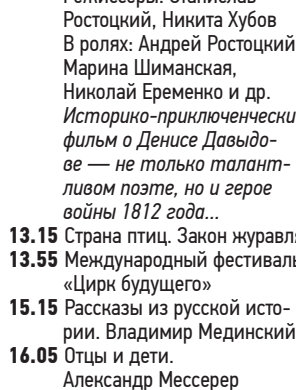 Режиссеры: Станислав
Ростоцкий, Никита Хубов
В ролях: Андрей Ростоцкий,
Марина Шиманская,
Николай Еременко и др.
Историко-приключенчески
фильм о Денисе Давыдо-
ве — не только талант-
ливом поэте, но и герое
войны 1812 года...
13.15 Страна птиц. Закон журавля
13.55 Международный фестиваль
«Цирк будущего»
15.15 Рассказы из русской исто-
рии. Владимир Мединский
16.05 Отцы и дети.
Александр Мессерер